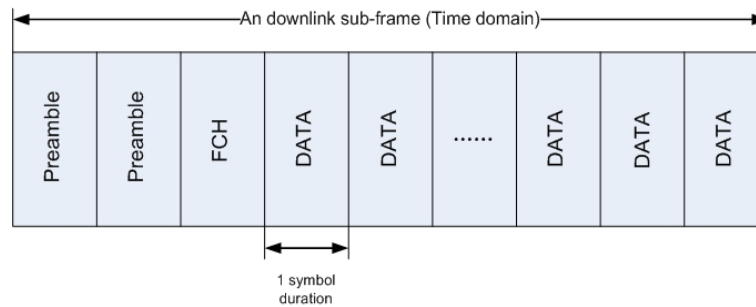 An downlink sub-frame (Time domain)
Preamble
Preamble
FCH
DATA
DATA
......
DATA
DATA
DATA
1 symbol
duration